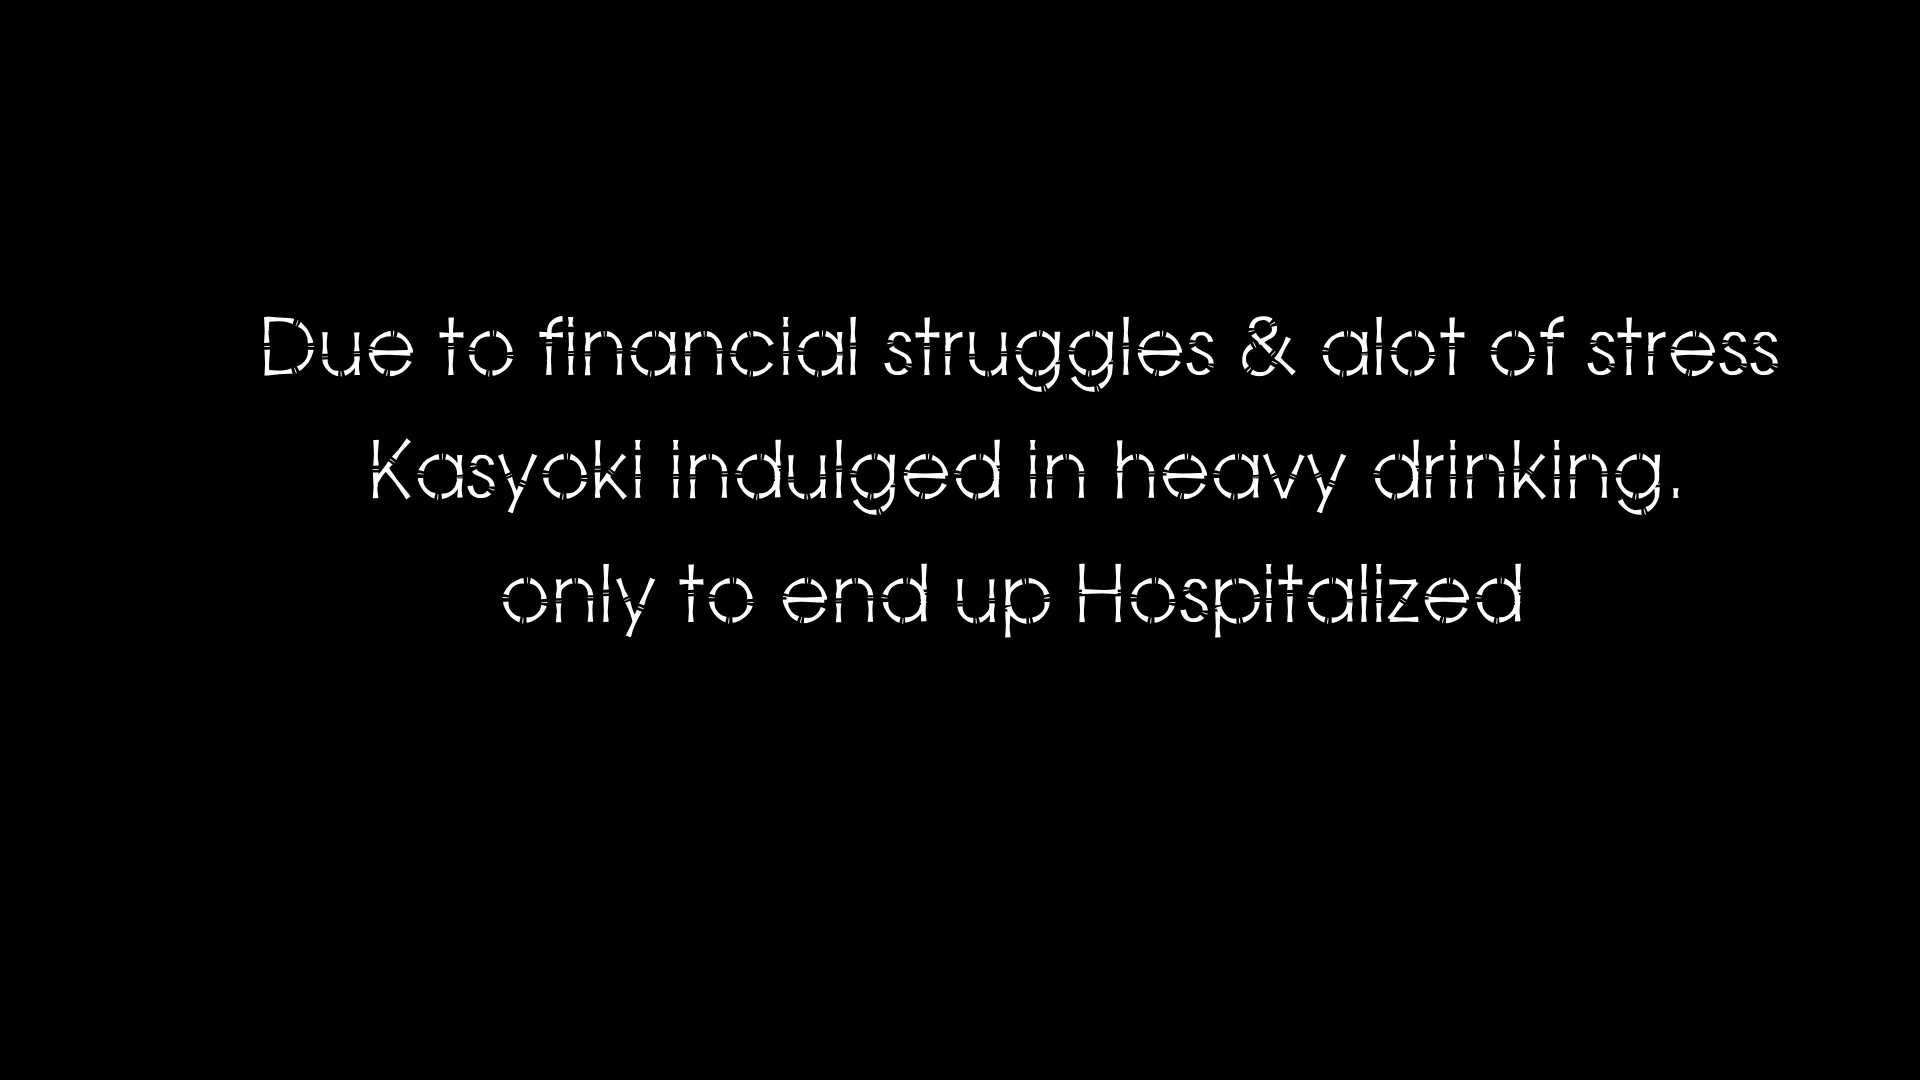 Due to financial struggles & alot of stress
Kasyoki indulged in heavy drinking.
only to end up Hospitalized